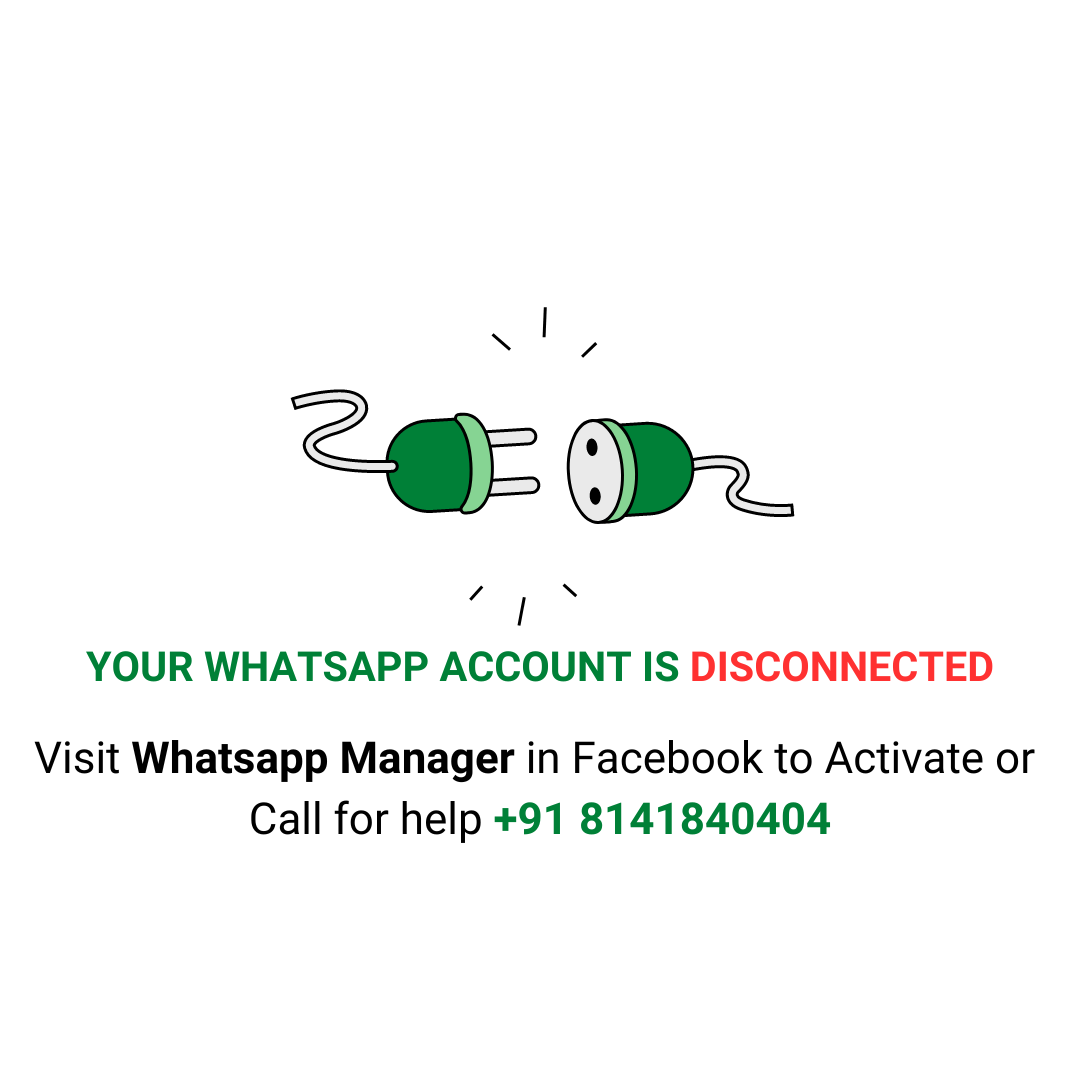 YOUR WHATSAPP ACCOUNT IS DISCONNECTED
Visit Whatsapp Manager in Facebook to Activate or
Call for help +91 8141840404